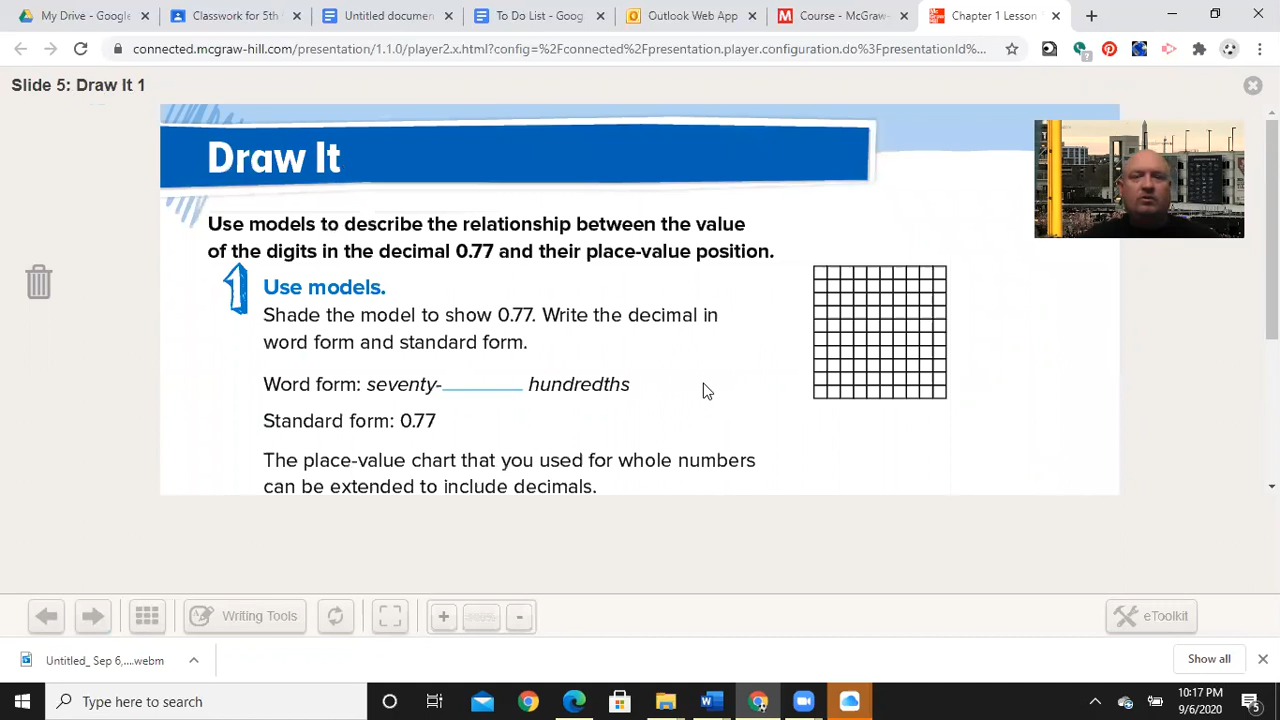 My Drive - Google
Classwork for 5th
Untitled documen
To Do List - Goog
Outlook Web App
Course - McGraw-
Chapter 1 Lesson
connected.mcgraw-hill.com/presentation/1.1.0/player2.x.html?config=%2Fconnected%2Fpresentation.player.configuration.do%3FpresentationId%...
Slide 5: Draw It 1
Draw It
Use models to describe the relationship between the value
of the digits in the decimal 0.77 and their place-value position.
1
Use models.
Shade the model to show 0.77. Write the decimal in
word form and standard form.
Word form: seventy-________ hundredths
Standard form: 0.77
The place-value chart that you used for whole numbers
can be extended to include decimals.
Writing Tools
+
-
eToolkit
Untitled_ Sep 6,....webm
Show all
Type here to search
10:17 PM
9/6/2020
5